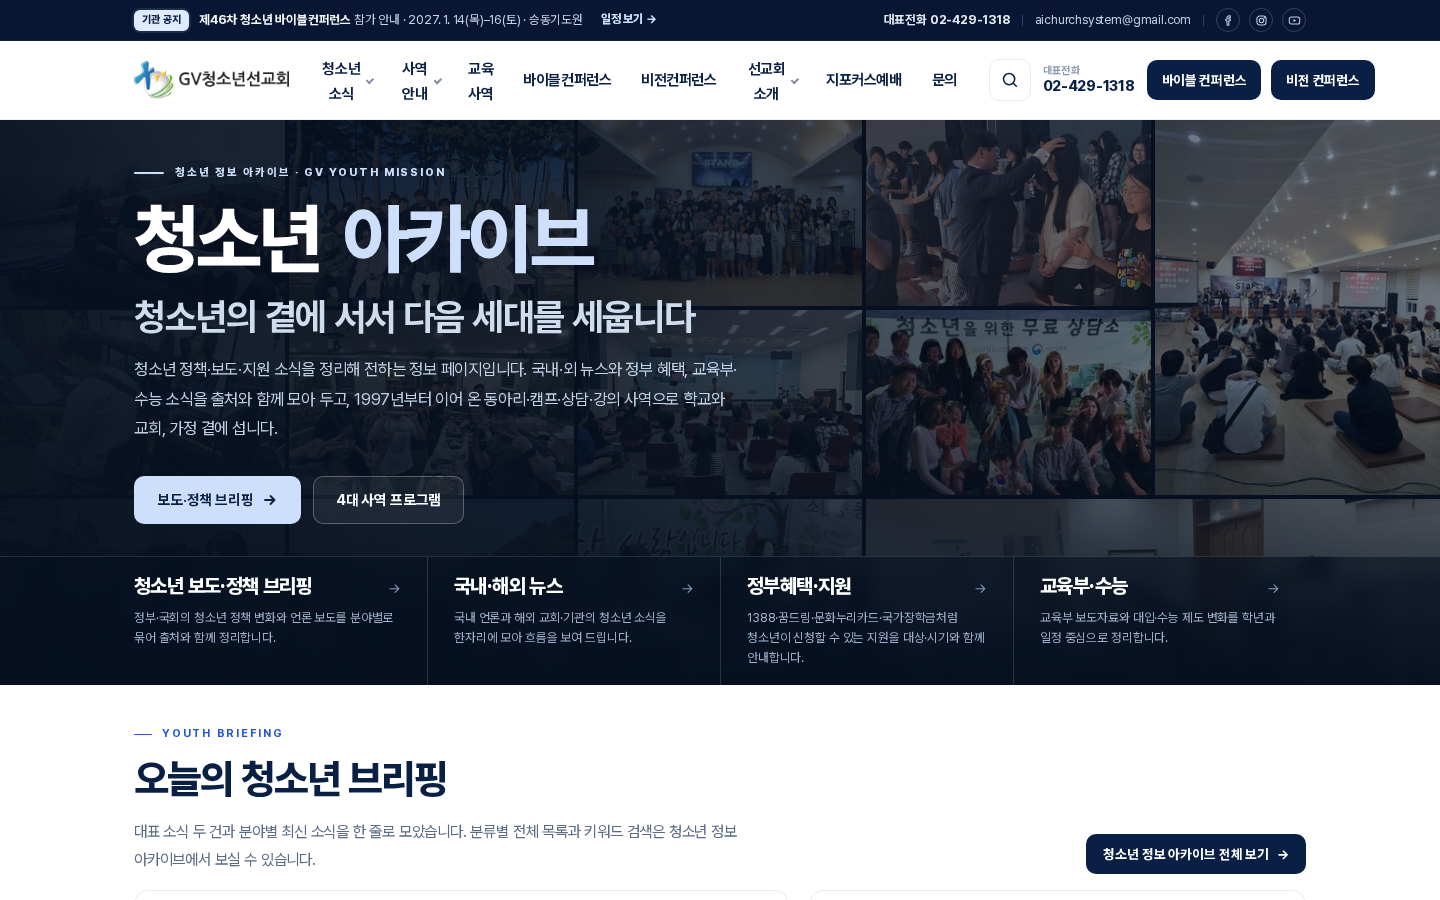 기관 공지 제46차 청소년 바이블컨퍼런스 참가 안내 · 2027. 1. 14(목)–16(토) · 승동기도원 일정보기 → 대표전화 02-429-1318 aichurchsystem@gmail.com
GV청소년선교회
청소년 소식
사역 안내
교육 사역
바이블컨퍼런스
비전컨퍼런스
선교회 소개
지포커스예배
문의
대표전화
02-429-1318
바이블 컨퍼런스
비전 컨퍼런스
청소년 정보 아카이브 · GV YOUTH MISSION
청소년 아카이브
청소년의 곁에 서서 다음 세대를 세웁니다
청소년 정책·보도·지원 소식을 정리해 전하는 정보 페이지입니다. 국내·외 뉴스와 정부 혜택, 교육부·
수능 소식을 출처와 함께 모아 두고, 1997년부터 이어 온 동아리·캠프·상담·강의 사역으로 학교와
교회, 가정 곁에 섭니다.
보도·정책 브리핑 →
4대 사역 프로그램
STAND
청소년을 위한 무료 상담소
청소년 보도·정책 브리핑 →
정부·국회의 청소년 정책 변화와 언론 보도를 분야별로
묶어 출처와 함께 정리합니다.
국내·해외 뉴스 →
국내 언론과 해외 교회·기관의 청소년 소식을
한자리에 모아 흐름을 보여 드립니다.
정부혜택·지원 →
1388·꿈드림·문화누리카드·국가장학금처럼
청소년이 신청할 수 있는 지원을 대상·시기와 함께
안내합니다.
교육부·수능 →
교육부 보도자료와 대입·수능 제도 변화를 학년과
일정 중심으로 정리합니다.
YOUTH BRIEFING
오늘의 청소년 브리핑
대표 소식 두 건과 분야별 최신 소식을 한 줄로 모았습니다. 분류별 전체 목록과 키워드 검색은 청소년 정보
아카이브에서 보실 수 있습니다.
청소년 정보 아카이브 전체 보기 →